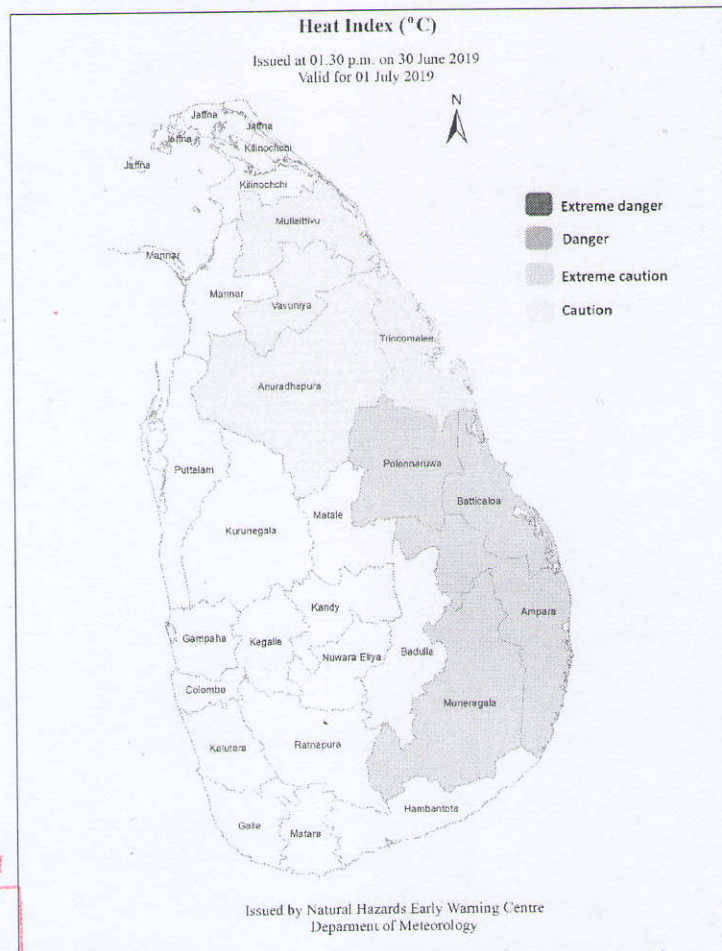 Heat Index (°C)
Issued at 01.30 p.m. on 30 June 2019
Valid for 01 July 2019
N
Jaffna
Jaffna
Jaffna
Kilinochchi
Jaffna
Kilinochchi
Mullaittivu
Mannar
Mannar
Vavuniya
Trincomalee
Anuradhapura
Extreme danger
Danger
Extreme caution
Caution
Polonnaruwa
Puttalam
Batticaloa
Matale
Kurunegala
Kandy
Ampara
Gampaha
Kegalle
Nuwara Eliya
Badulla
Colombo
Moneragala
Kalutara
Ratnapura
Hambantota
Galle
Matara
Issued by Natural Hazards Early Warning Centre
Deparment of Meteorology